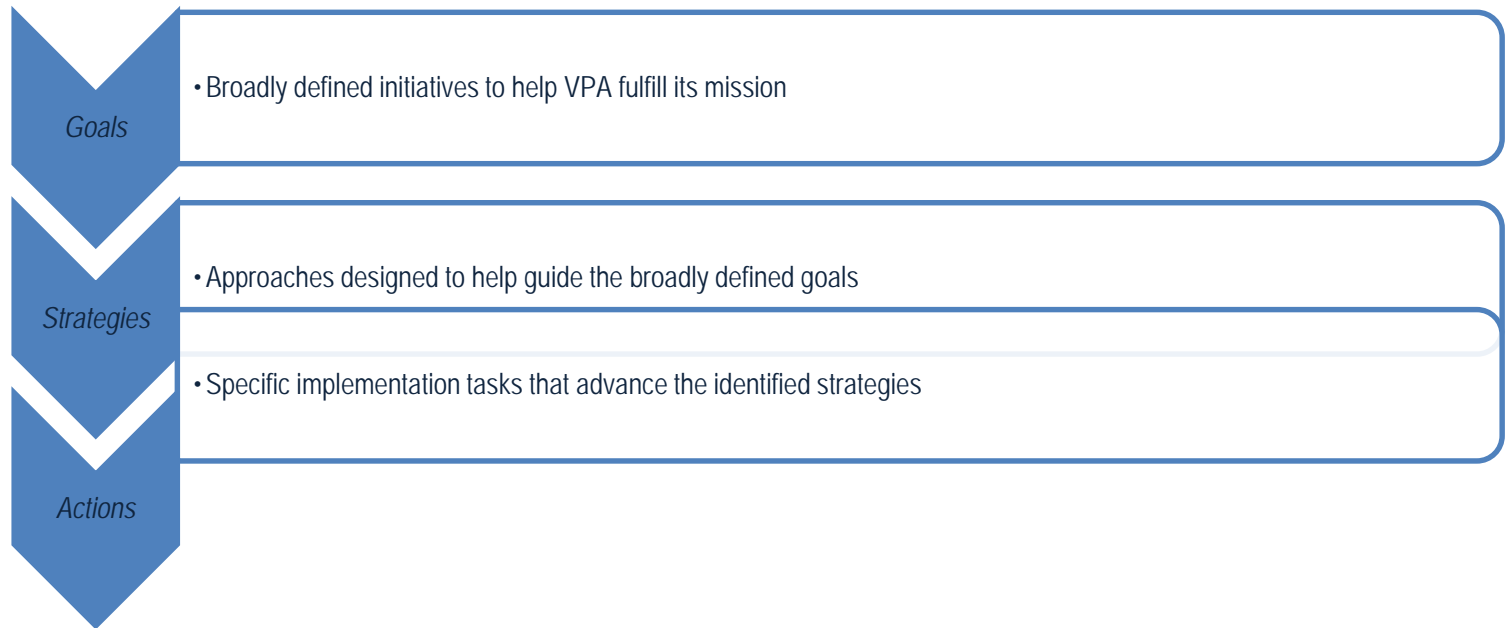 Goals
• Broadly defined initiatives to help VPA fulfill its mission
Strategies
• Approaches designed to help guide the broadly defined goals
Actions
• Specific implementation tasks that advance the identified strategies